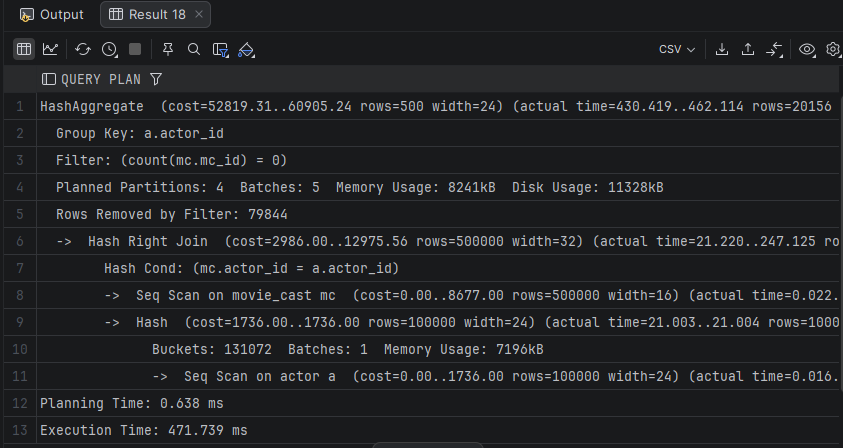 Output Result 18
CSV
QUERY PLAN
1 HashAggregate (cost=52819.31..60905.24 rows=500 width=24) (actual time=430.419..462.114 rows=20156
2 Group Key: a.actor_id
3 Filter: (count(mc.mc_id) = 0)
4 Planned Partitions: 4 Batches: 5 Memory Usage: 8241kB Disk Usage: 11328kB
5 Rows Removed by Filter: 79844
6 -> Hash Right Join (cost=2986.00..12975.56 rows=500000 width=32) (actual time=21.220..247.125 ro
7 Hash Cond: (mc.actor_id = a.actor_id)
8 -> Seq Scan on movie_cast mc (cost=0.00..8677.00 rows=500000 width=16) (actual time=0.022.
9 -> Hash (cost=1736.00..1736.00 rows=100000 width=24) (actual time=21.003..21.004 rows=1000
10 Buckets: 131072 Batches: 1 Memory Usage: 7196kB
11 -> Seq Scan on actor a (cost=0.00..1736.00 rows=100000 width=24) (actual time=0.016.
12 Planning Time: 0.638 ms
13 Execution Time: 471.739 ms